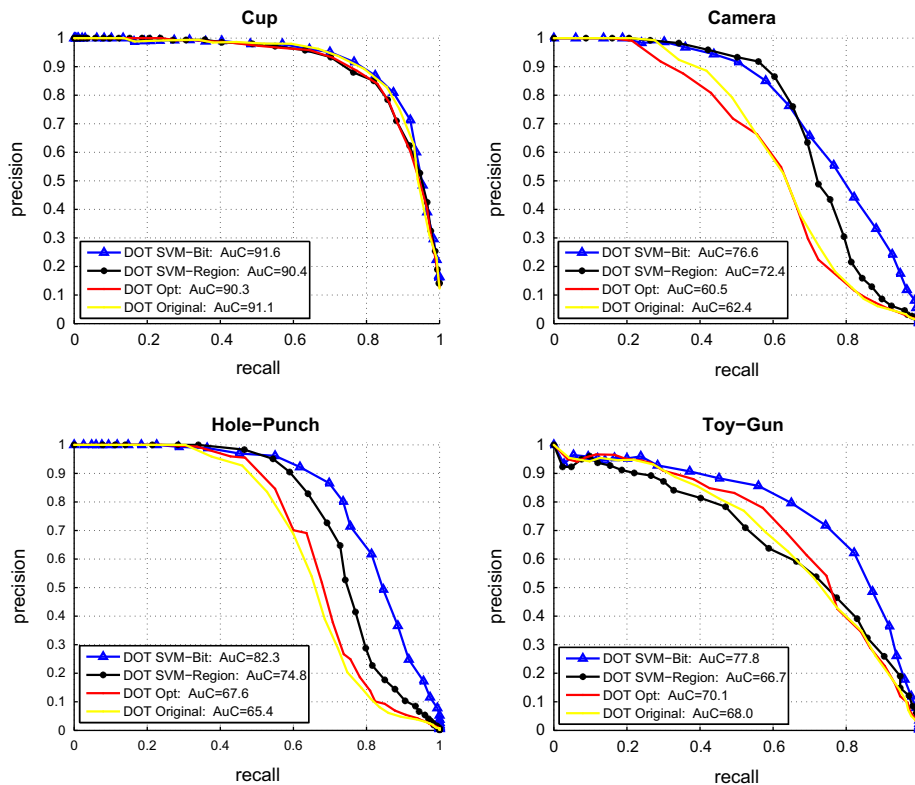 Cup
1
0.9
0.8
0.7
0.6
0.5
0.4
0.3
0.2
0.1
0
precision
DOT SVM-Bit: AuC=91.6
DOT SVM-Region: AuC=90.4
DOT Opt: AuC=90.3
DOT Original: AuC=91.1
0 0.2 0.4 0.6 0.8 1
recall
Camera
1
0.9
0.8
0.7
0.6
0.5
0.4
0.3
0.2
0.1
0
precision
DOT SVM-Bit: AuC=76.6
DOT SVM-Region: AuC=72.4
DOT Opt: AuC=60.5
DOT Original: AuC=62.4
0 0.2 0.4 0.6 0.8
recall
Hole-Punch
1
0.9
0.8
0.7
0.6
0.5
0.4
0.3
0.2
0.1
0
precision
DOT SVM-Bit: AuC=82.3
DOT SVM-Region: AuC=74.8
DOT Opt: AuC=67.6
DOT Original: AuC=65.4
0 0.2 0.4 0.6 0.8 1
recall
Toy-Gun
1
0.9
0.8
0.7
0.6
0.5
0.4
0.3
0.2
0.1
0
precision
DOT SVM-Bit: AuC=77.8
DOT SVM-Region: AuC=66.7
DOT Opt: AuC=70.1
DOT Original: AuC=68.0
0 0.2 0.4 0.6 0.8
recall